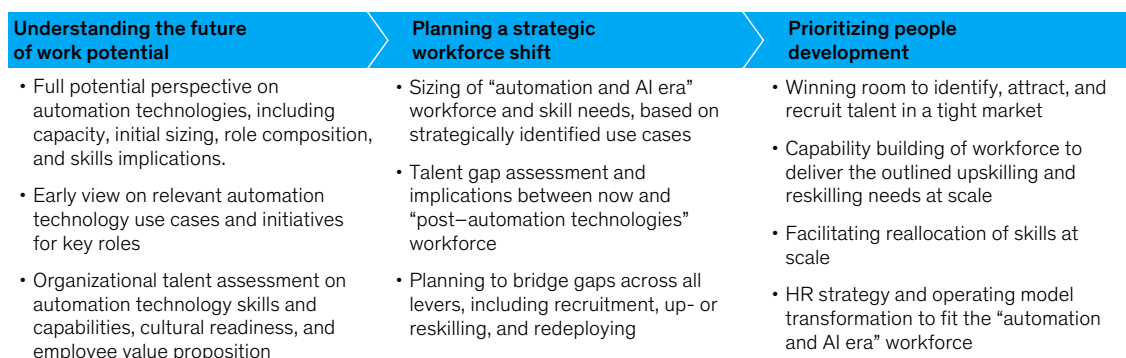 Understanding the future
of work potential
• Full potential perspective on
automation technologies, including
capacity, initial sizing, role composition,
and skills implications.
• Early view on relevant automation
technology use cases and initiatives
for key roles
• Organizational talent assessment on
automation technology skills and
capabilities, cultural readiness, and
employee value proposition
Planning a strategic
workforce shift
• Sizing of “automation and AI era”
workforce and skill needs, based on
strategically identified use cases
• Talent gap assessment and
implications between now and
“post–automation technologies”
workforce
• Planning to bridge gaps across all
levers, including recruitment, up- or
reskilling, and redeploying
Prioritizing people
development
• Winning room to identify, attract, and
recruit talent in a tight market
• Capability building of workforce to
deliver the outlined upskilling and
reskilling needs at scale
• Facilitating reallocation of skills at
scale
• HR strategy and operating model
transformation to fit the “automation
and AI era” workforce